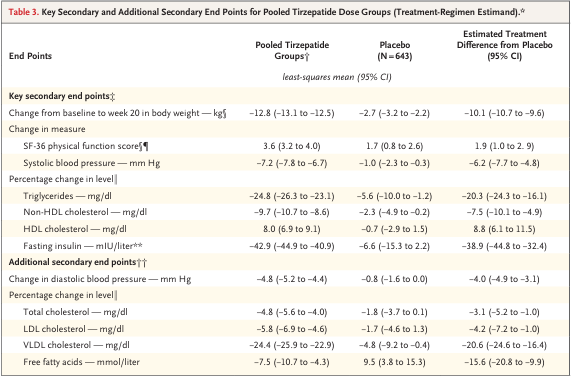 Table 3. Key Secondary and Additional Secondary End Points for Pooled Tirzepatide Dose Groups (Treatment-Regimen Estimand).*
End Points Pooled Tirzepatide Groups† Placebo (N=643) Estimated Treatment Difference from Placebo (95% CI)
least-squares mean (95% CI)
Key secondary end points‡
Change from baseline to week 20 in body weight — kg§ −12.8 (−13.1 to −12.5) −2.7 (−3.2 to −2.2) −10.1 (−10.7 to −9.6)
Change in measure
SF-36 physical function score§¶ 3.6 (3.2 to 4.0) 1.7 (0.8 to 2.6) 1.9 (1.0 to 2. 9)
Systolic blood pressure — mm Hg −7.2 (−7.8 to −6.7) −1.0 (−2.3 to −0.3) −6.2 (−7.7 to −4.8)
Percentage change in level‖
Triglycerides — mg/dl −24.8 (−26.3 to −23.1) −5.6 (−10.0 to −1.2) −20.3 (−24.3 to −16.1)
Non-HDL cholesterol — mg/dl −9.7 (−10.7 to −8.6) −2.3 (−4.9 to −0.2) −7.5 (−10.1 to −4.9)
HDL cholesterol — mg/dl 8.0 (6.9 to 9.1) −0.7 (−2.9 to 1.5) 8.8 (6.1 to 11.5)
Fasting insulin — mIU/liter** −42.9 (−44.9 to −40.9) −6.6 (−15.3 to 2.2) −38.9 (−44.8 to −32.4)
Additional secondary end points††
Change in diastolic blood pressure — mm Hg −4.8 (−5.2 to −4.4) −0.8 (−1.6 to 0.0) −4.0 (−4.9 to −3.1)
Percentage change in level‖
Total cholesterol — mg/dl −4.8 (−5.6 to −4.0) −1.8 (−3.7 to 0.1) −3.1 (−5.2 to −1.0)
LDL cholesterol — mg/dl −5.8 (−6.9 to −4.6) −1.7 (−4.6 to 1.3) −4.2 (−7.2 to −1.0)
VLDL cholesterol — mg/dl −24.4 (−25.9 to −22.9) −4.8 (−9.2 to −0.4) −20.6 (−24.6 to −16.4)
Free fatty acids — mmol/liter −7.5 (−10.7 to −4.3) 9.5 (3.8 to 15.3) −15.6 (−20.8 to −9.9)